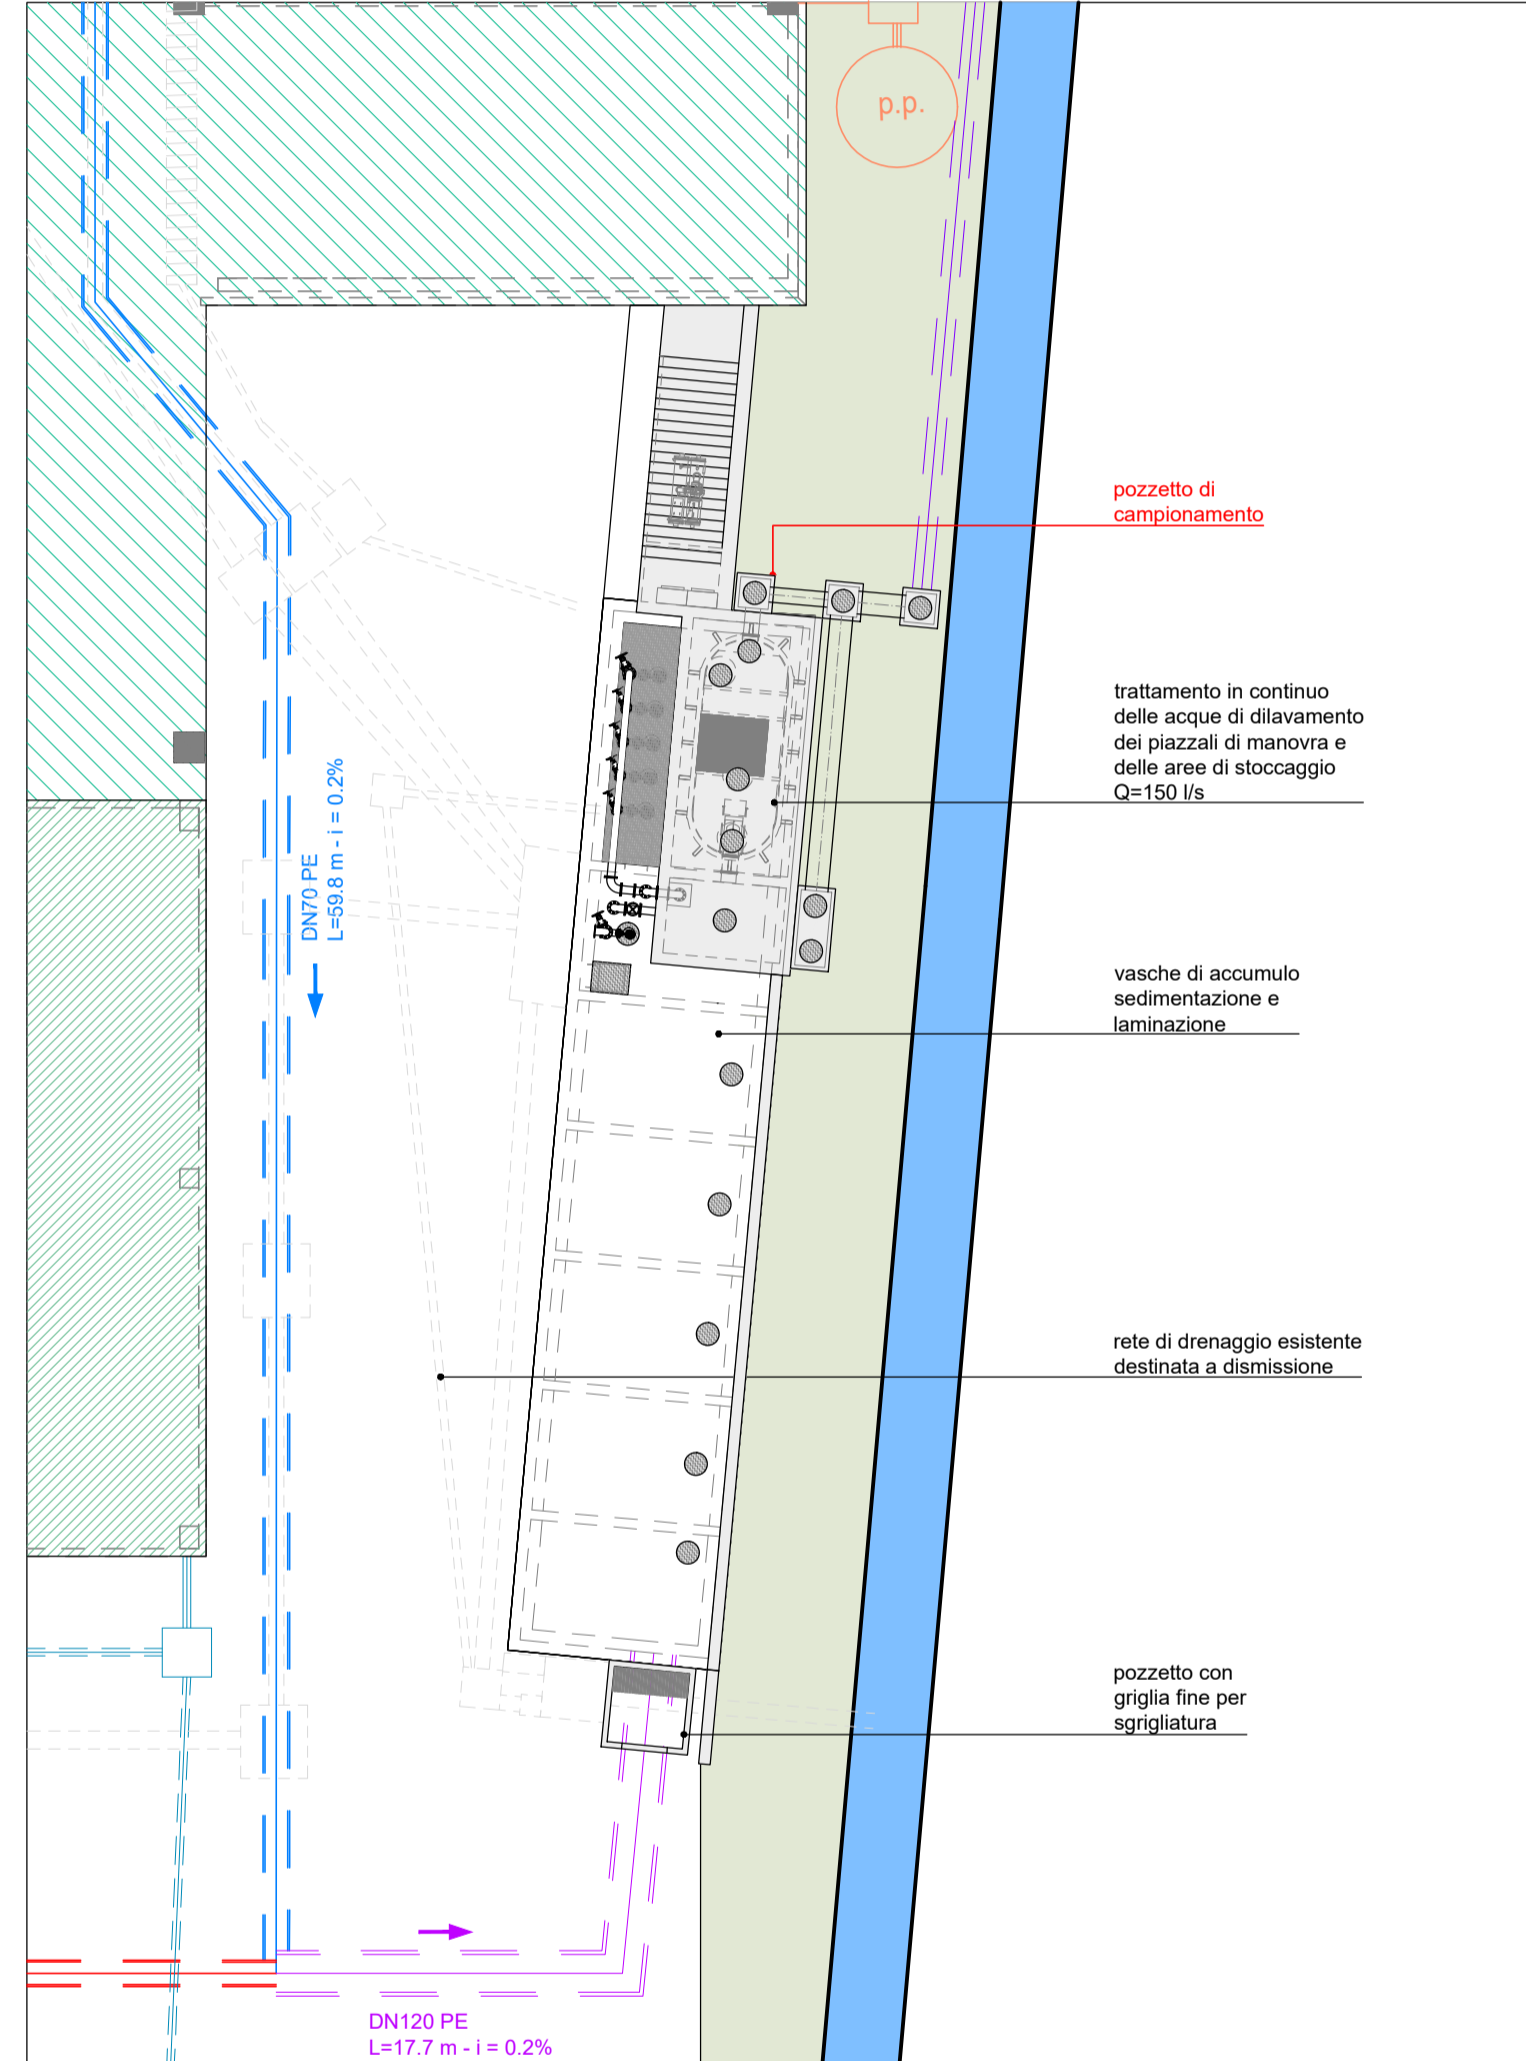 p.p.
pozzetto di
campionamento
trattamento in continuo
delle acque di dilavamento
dei piazzali di manovra e
delle aree di stoccaggio
Q=150 l/s
DN70 PE
L=59.8 m - i = 0.2%
vasche di accumulo
sedimentazione e
laminazione
rete di drenaggio esistente
destinata a dismissione
pozzetto con
griglia fine per
sgrigliatura
DN120 PE
L=17.7 m - i = 0.2%